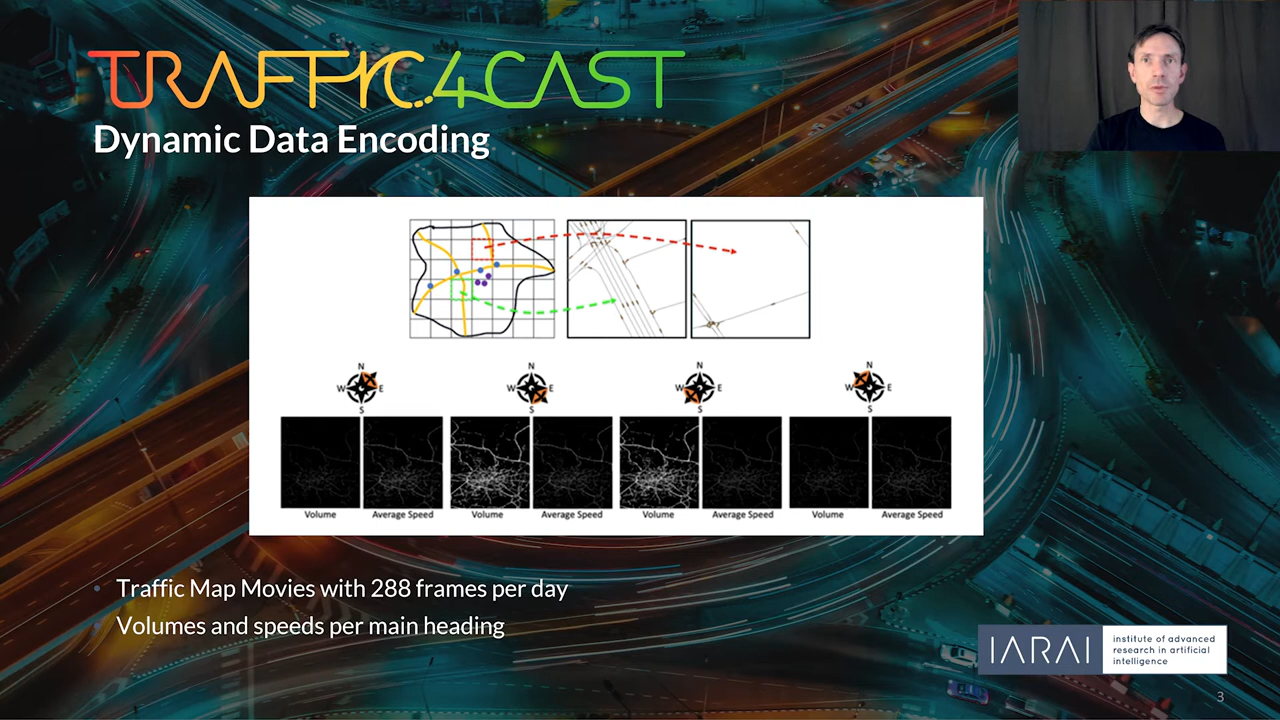 TRAFFIC4CAST
Dynamic Data Encoding
N
W E
S
N
W E
S
N
W E
S
N
W E
S
Volume Average Speed Volume Average Speed Volume Average Speed Volume Average Speed
Traffic Map Movies with 288 frames per day
Volumes and speeds per main heading
IARAI
institute of advanced
research in artificial
intelligence
3